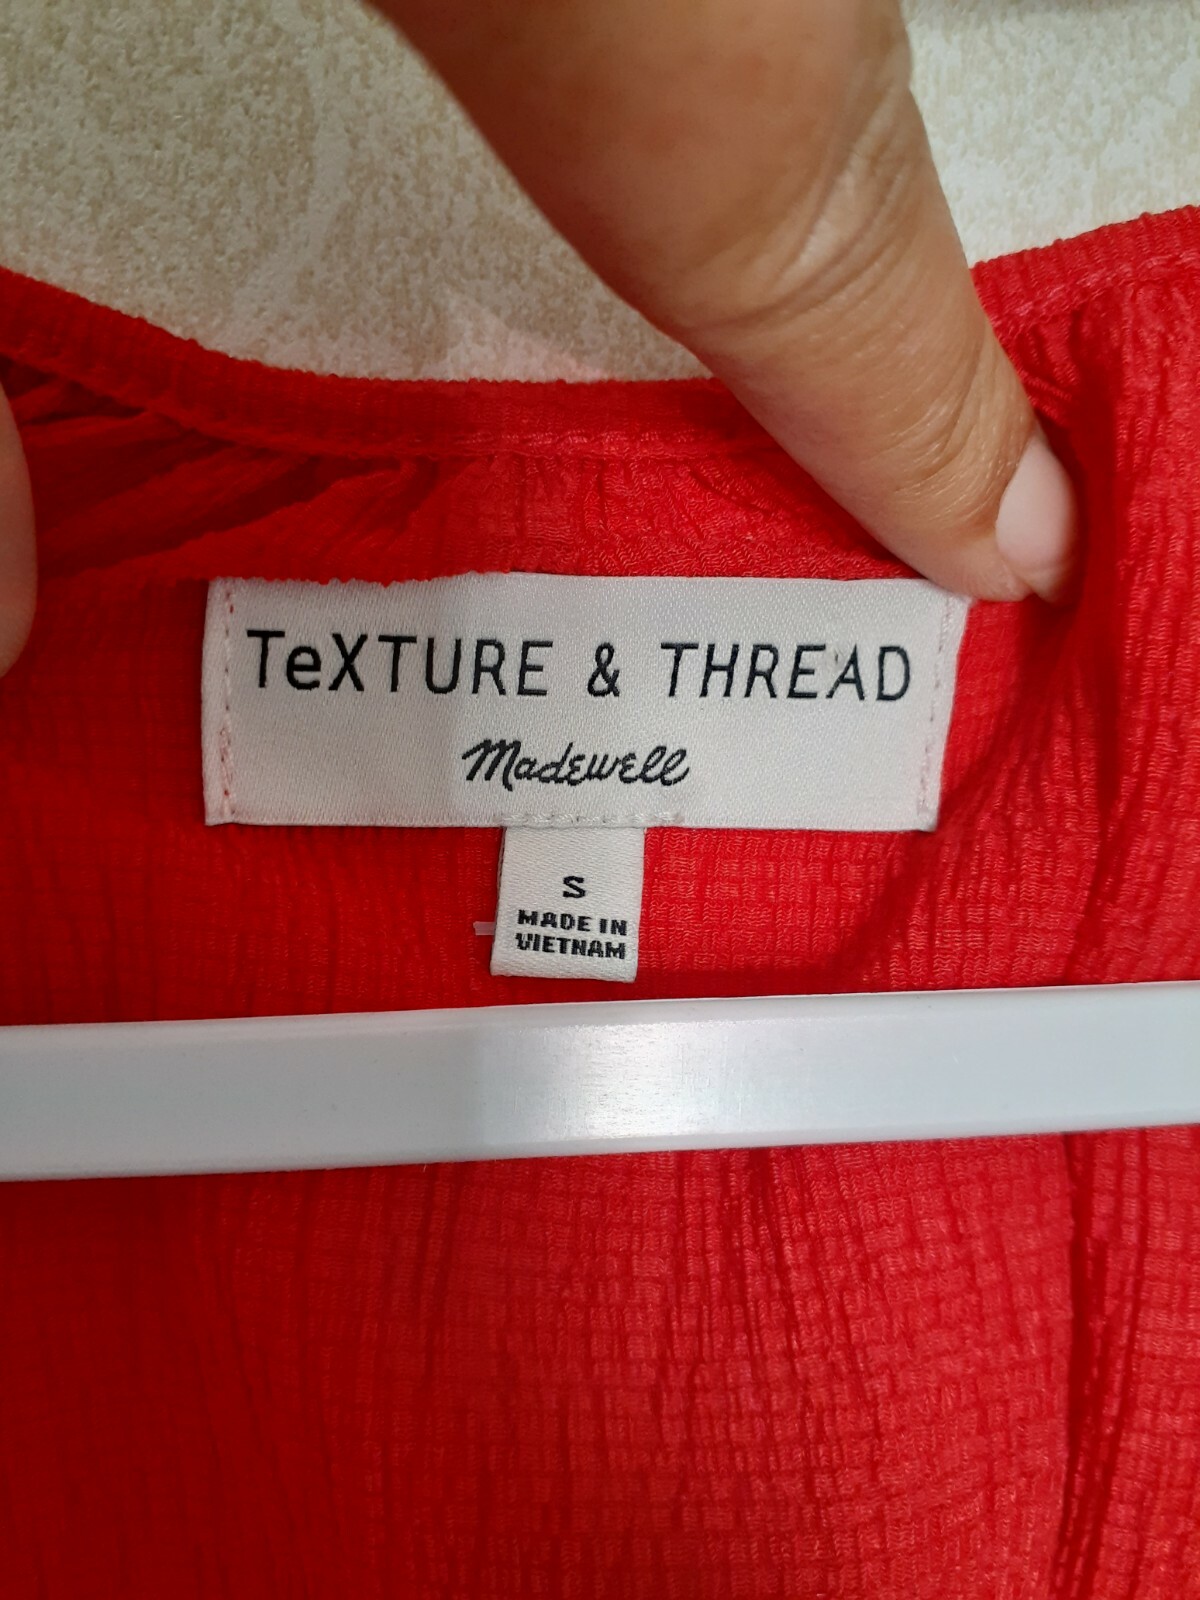 TeXTURE & THREAD
Madewell
S
MADE IN
VIETNAM